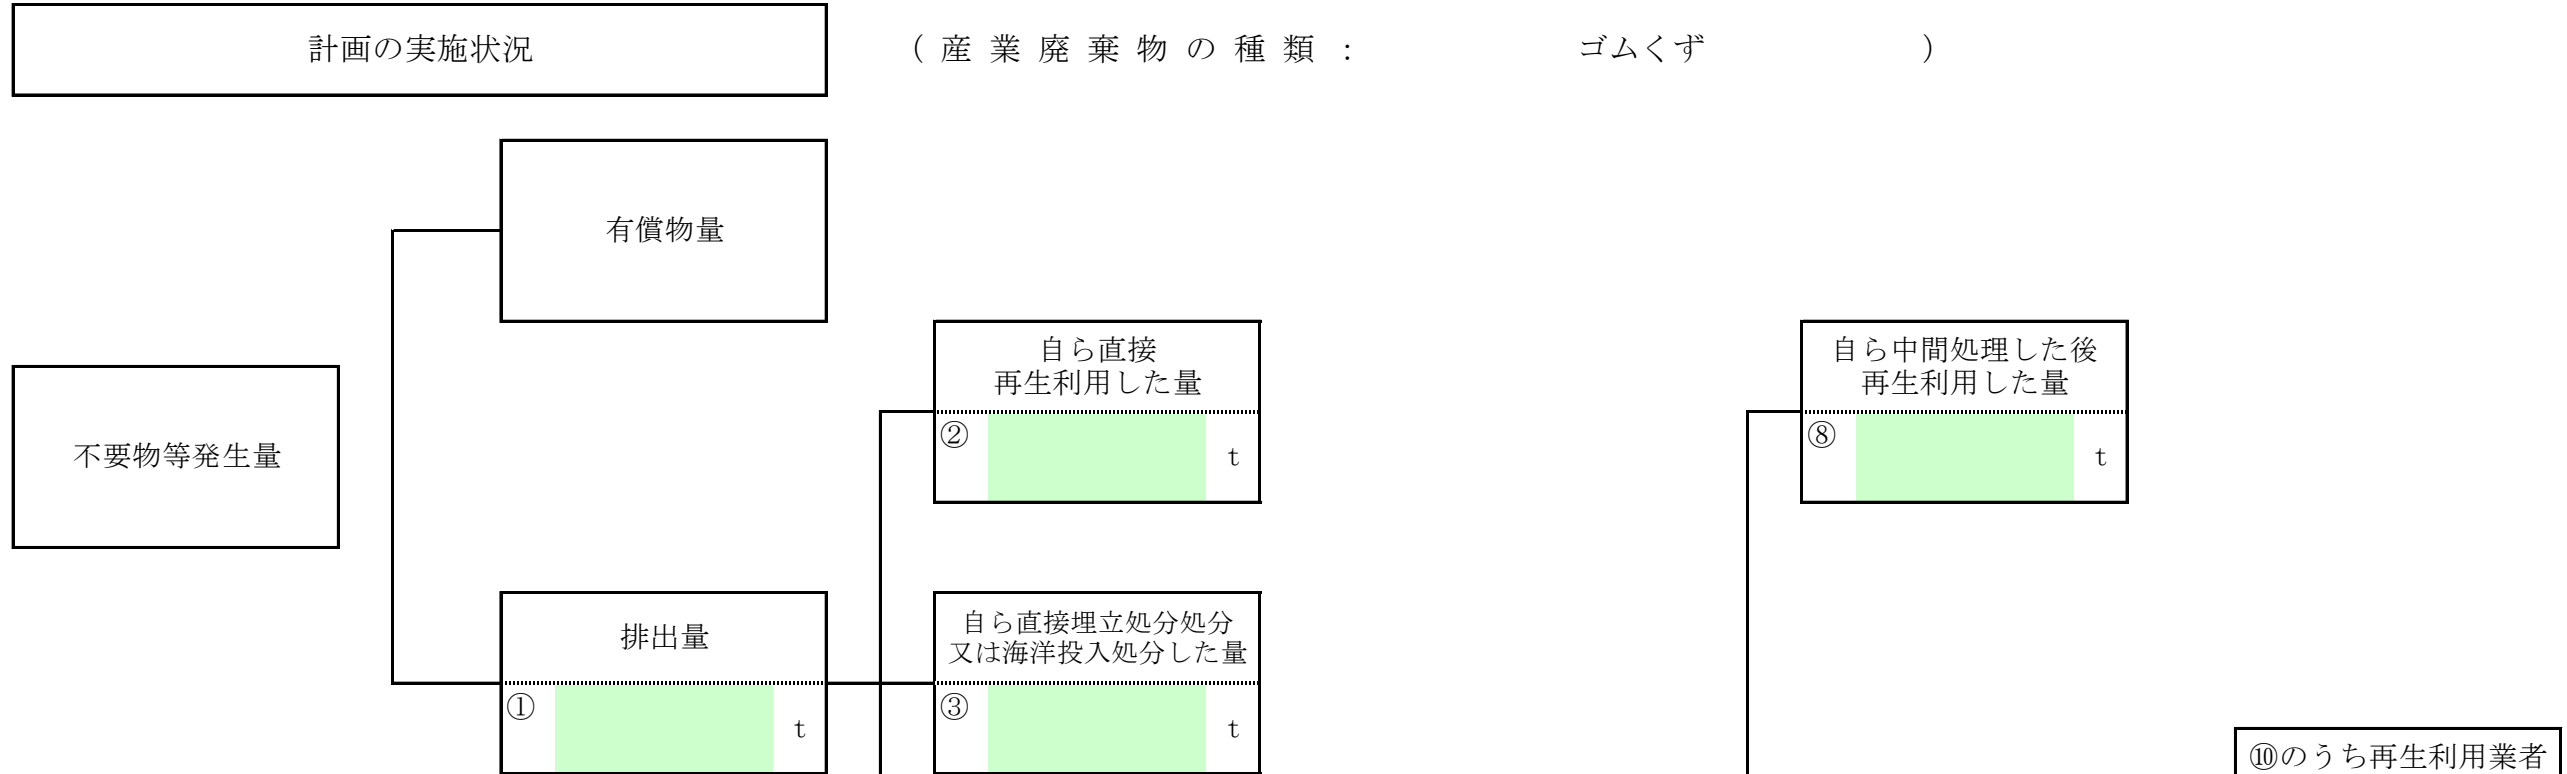 計画の実施状況
（産業廃棄物の種類： ゴムくず ）
有償物量
自ら直接
再生利用した量
②
t
自ら中間処理した後
再生利用した量
⑧
t
不要物等発生量
排出量
①
t
自ら直接埋立処分処分
又は海洋投入処分した量
③
t
⑩のうち再生利用業者